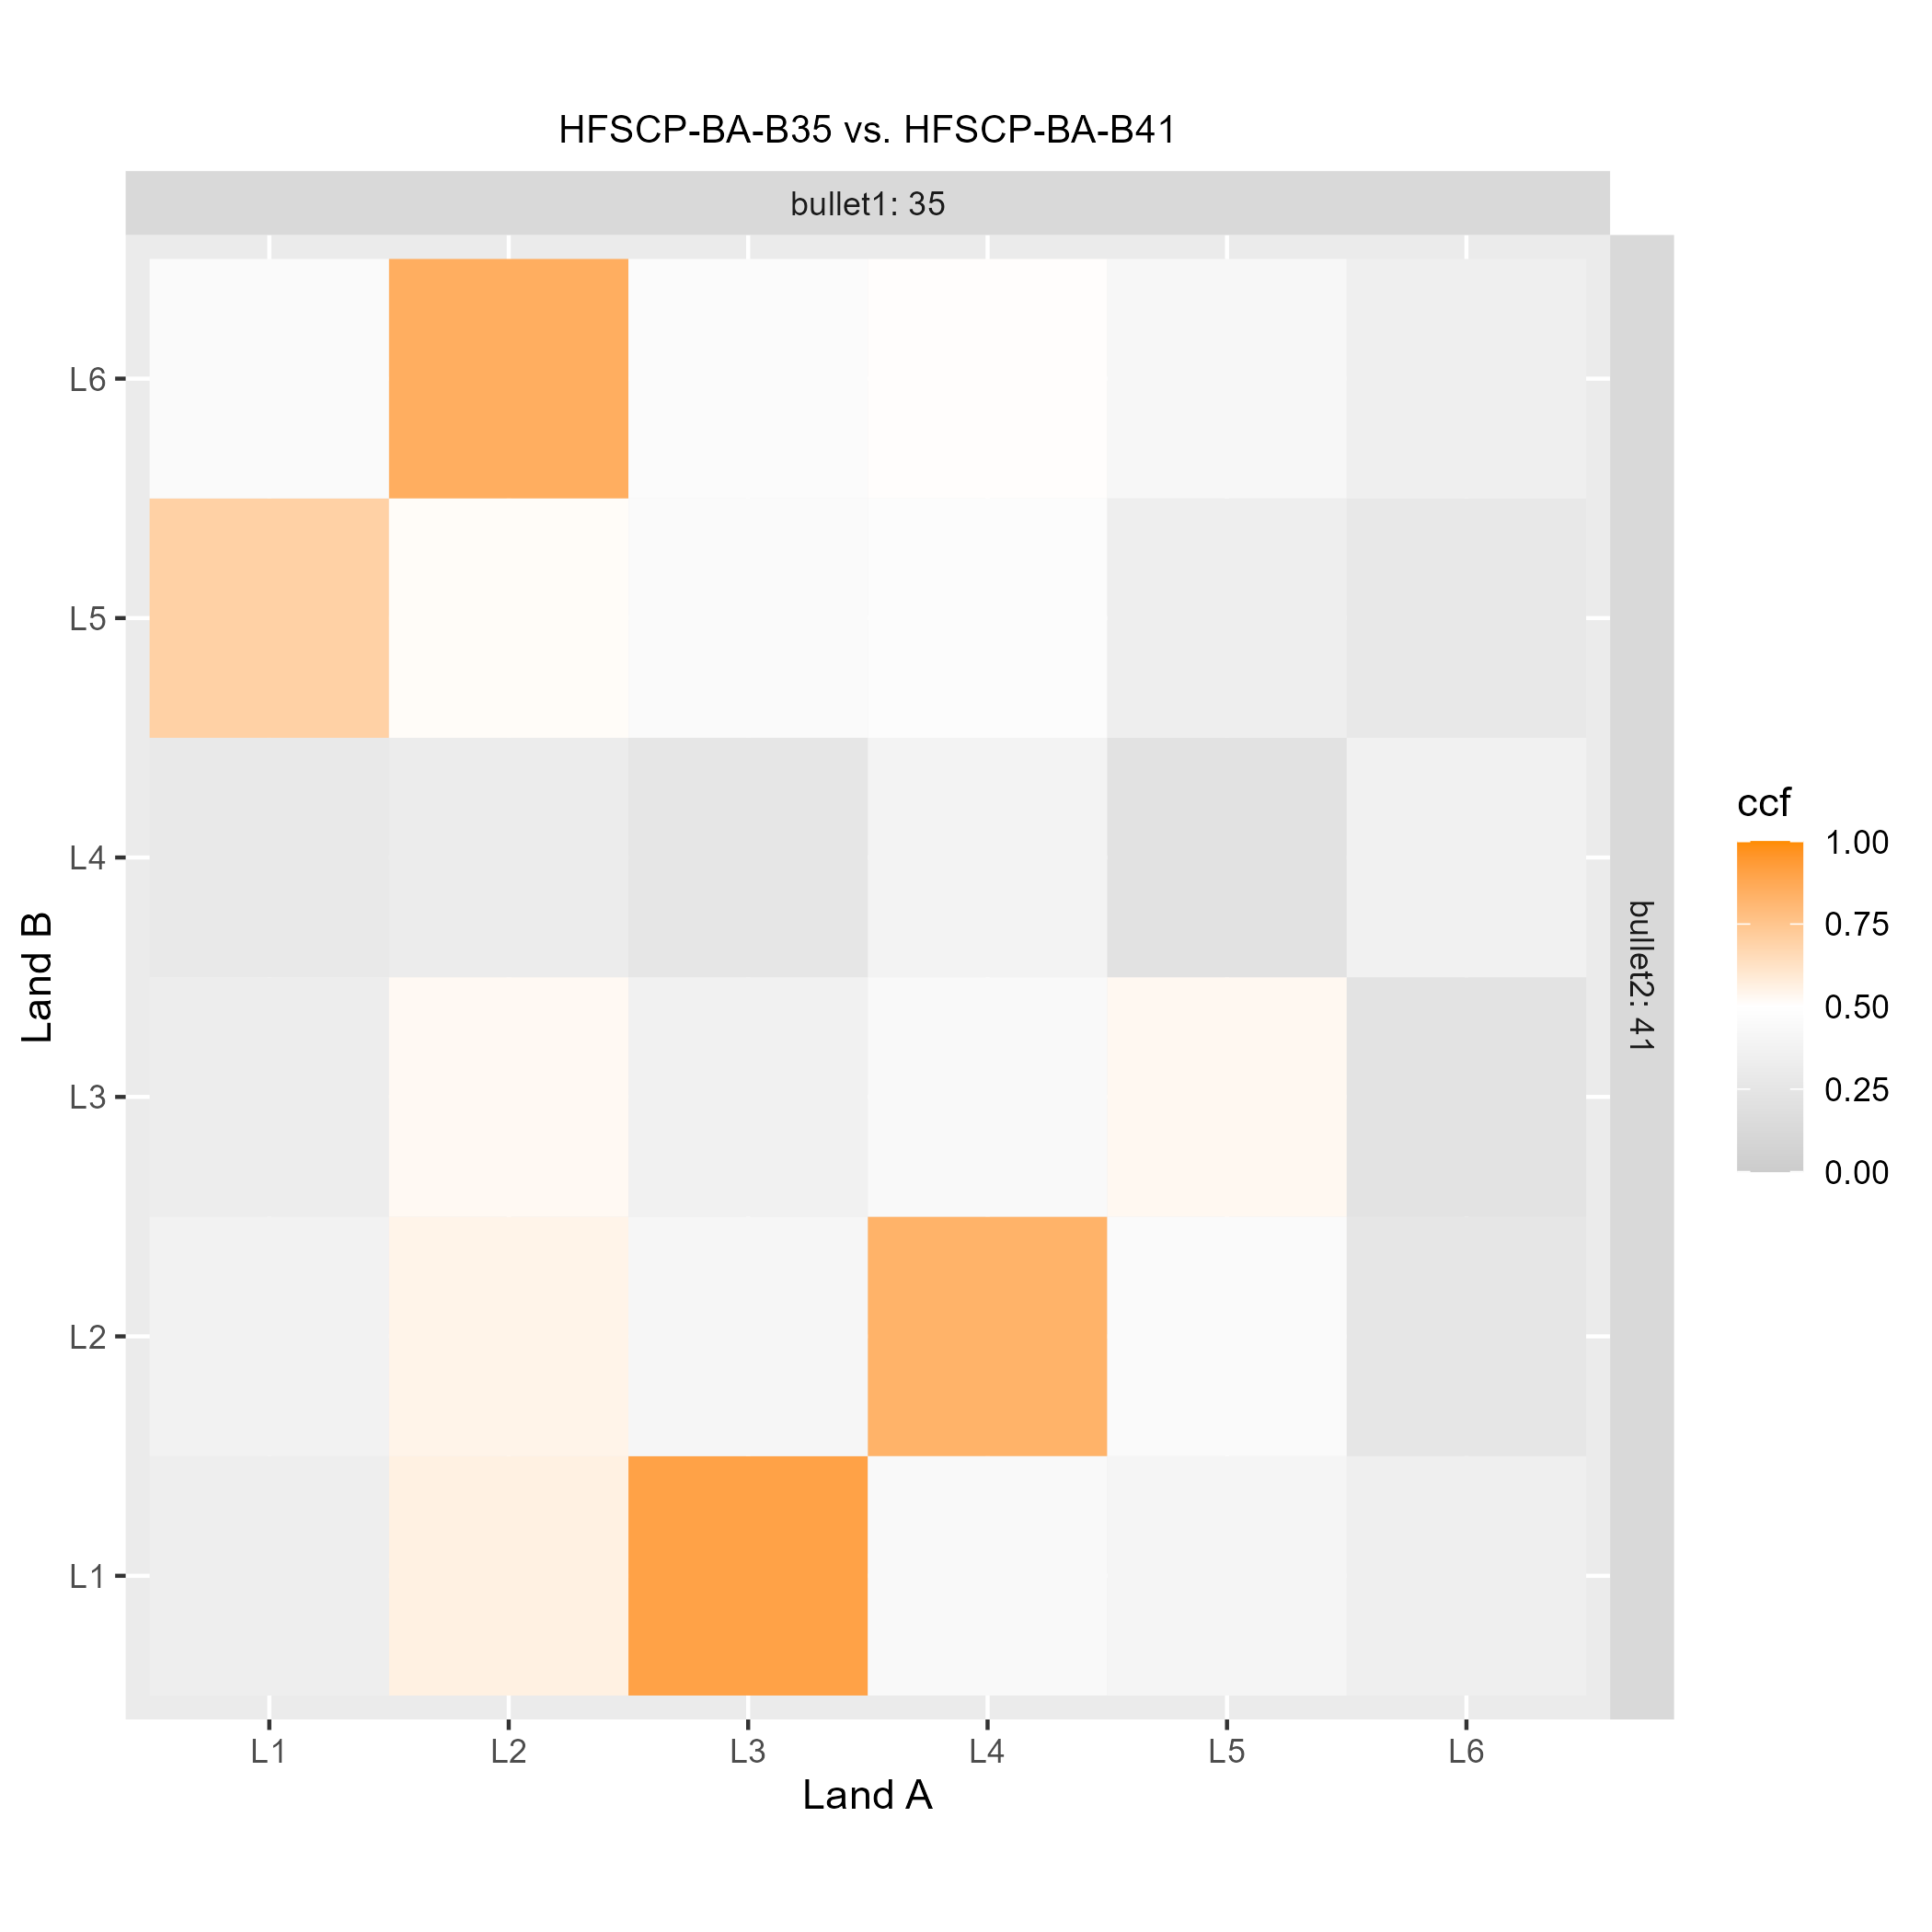 HFSCP-BA-B35 vs. HFSCP-BA-B41
bullet1: 35
L6
L5
L4
L3
L2
L1
Land B
bullet2: 41
L1 L2 L3 L4 L5 L6
Land A
ccf
1.00
0.75
0.50
0.25
0.00